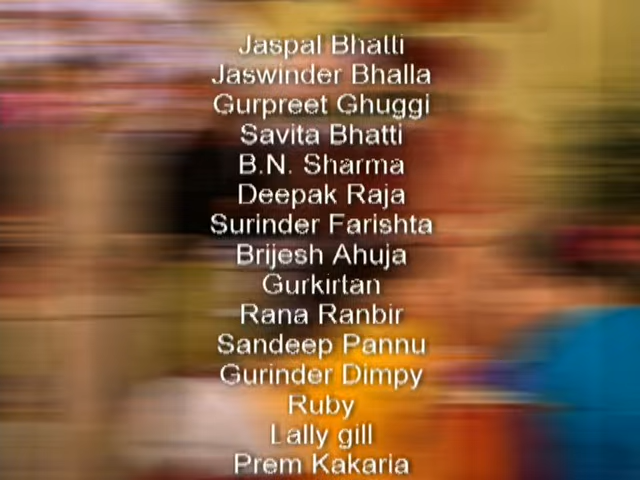 Jaspal Bhatti
Jaswinder Bhalla
Gurpreet Ghuggi
Savita Bhatti
B.N. Sharma
Deepak Raja
Surinder Farishta
Brijesh Ahuja
Gurkirtan
Rana Ranbir
Sandeep Pannu
Gurinder Dimpy
Ruby
Lally gill
Prem Kakaria